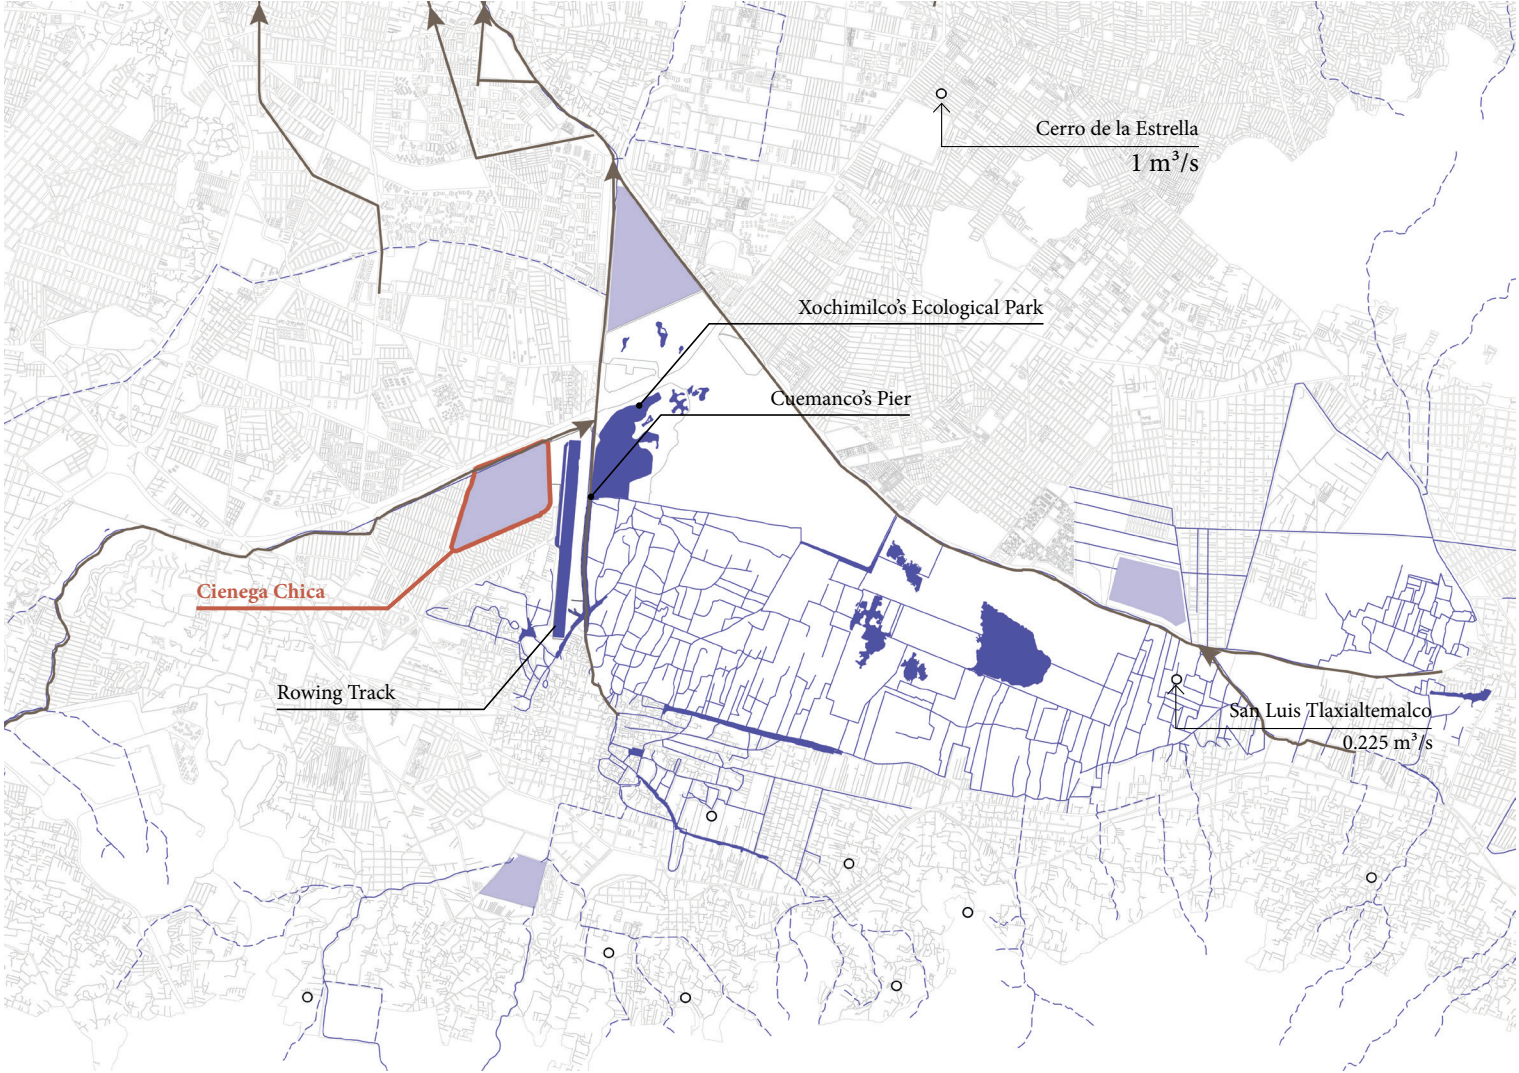 Cerro de la Estrella
1 m³/s
Xochimilco’s Ecological Park
Cuemanco’s Pier
Cienega Chica
Rowing Track
San Luis Tlaxialtemalco
0.225 m³/s